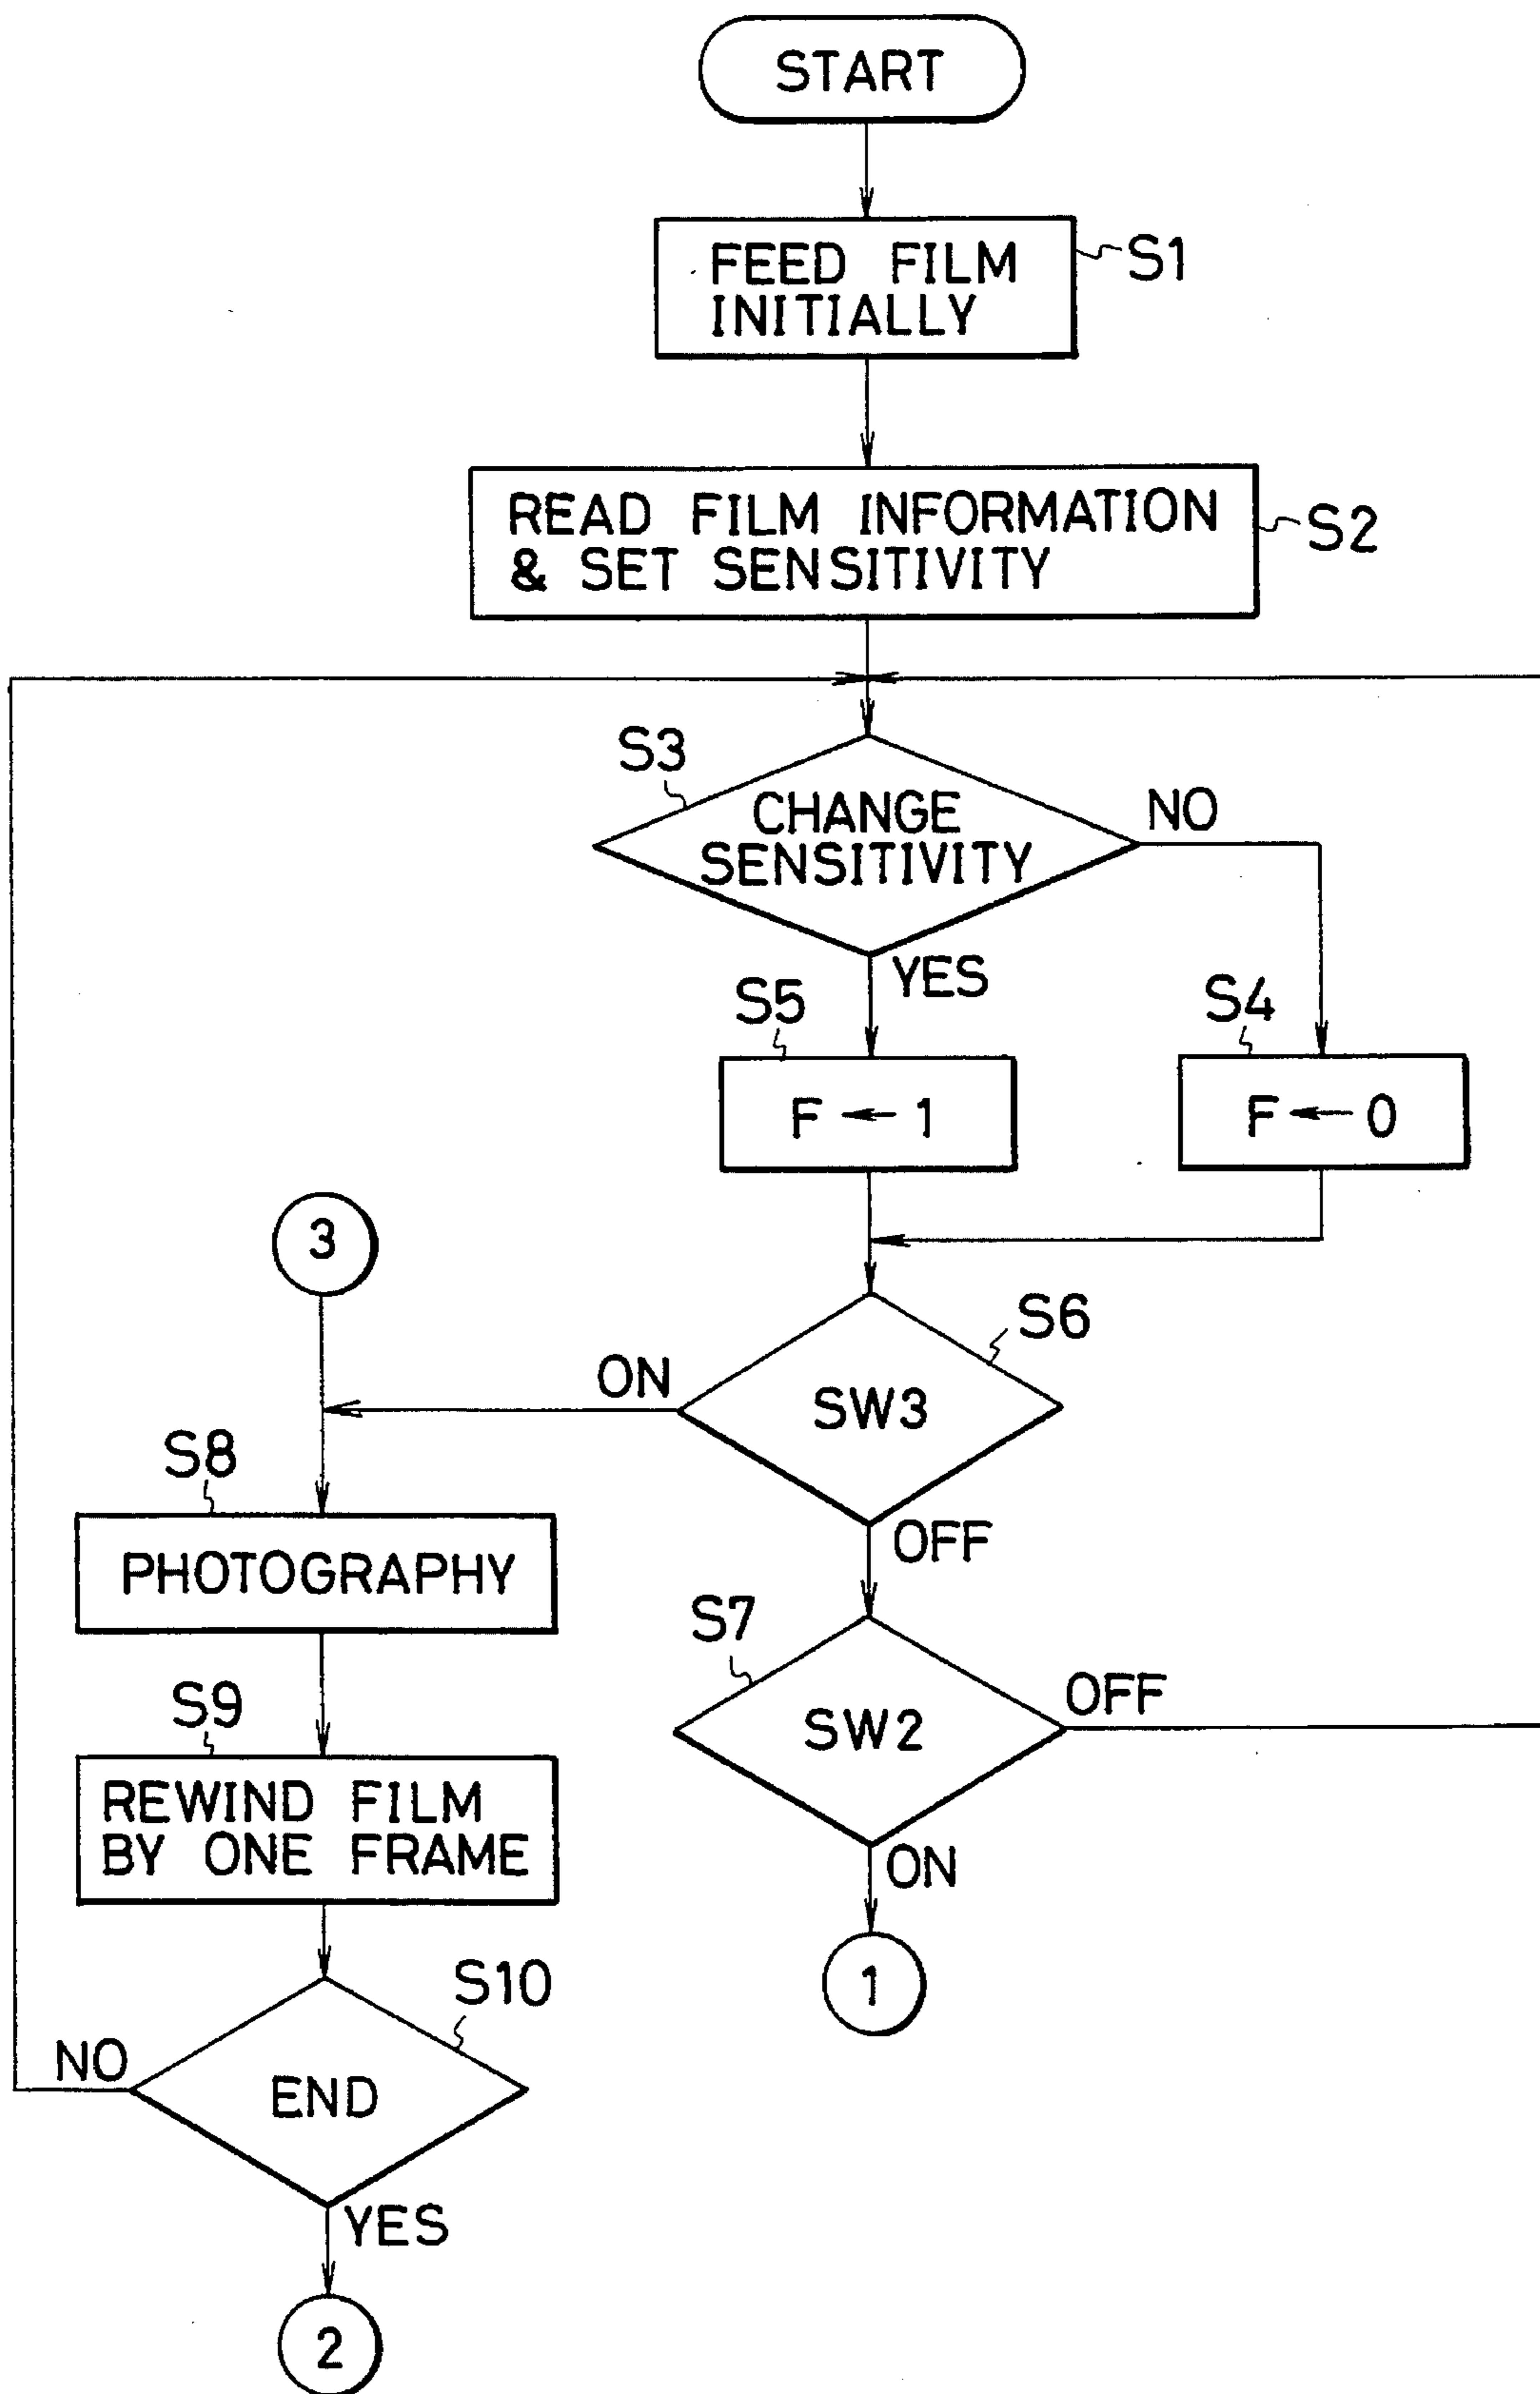 START
FEED FILM
INITIALLY
S1
READ FILM INFORMATION
& SET SENSITIVITY
S2
S3
CHANGE
SENSITIVITY
NO
YES
S5
F ← 1
S4
F ← 0
3
S6
SW3
ON
OFF
S8
PHOTOGRAPHY
S7
SW2
OFF
ON
1
S9
REWIND FILM
BY ONE FRAME
S10
END
NO
YES
2